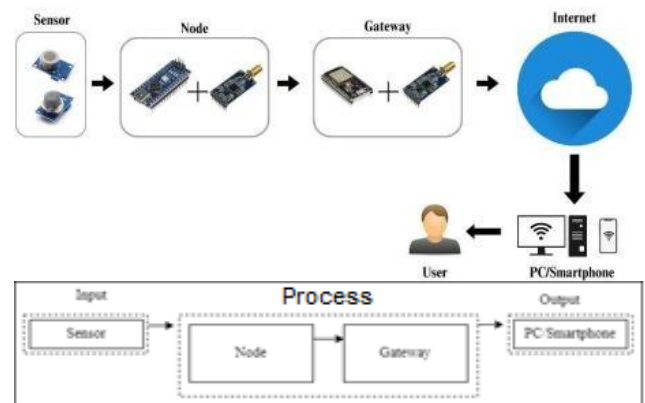 Sensor
Node
Gateway
Internet
User
PC/Smartphone
Input
Process
Output
Sensor
Node
Gateway
PC/Smartphone